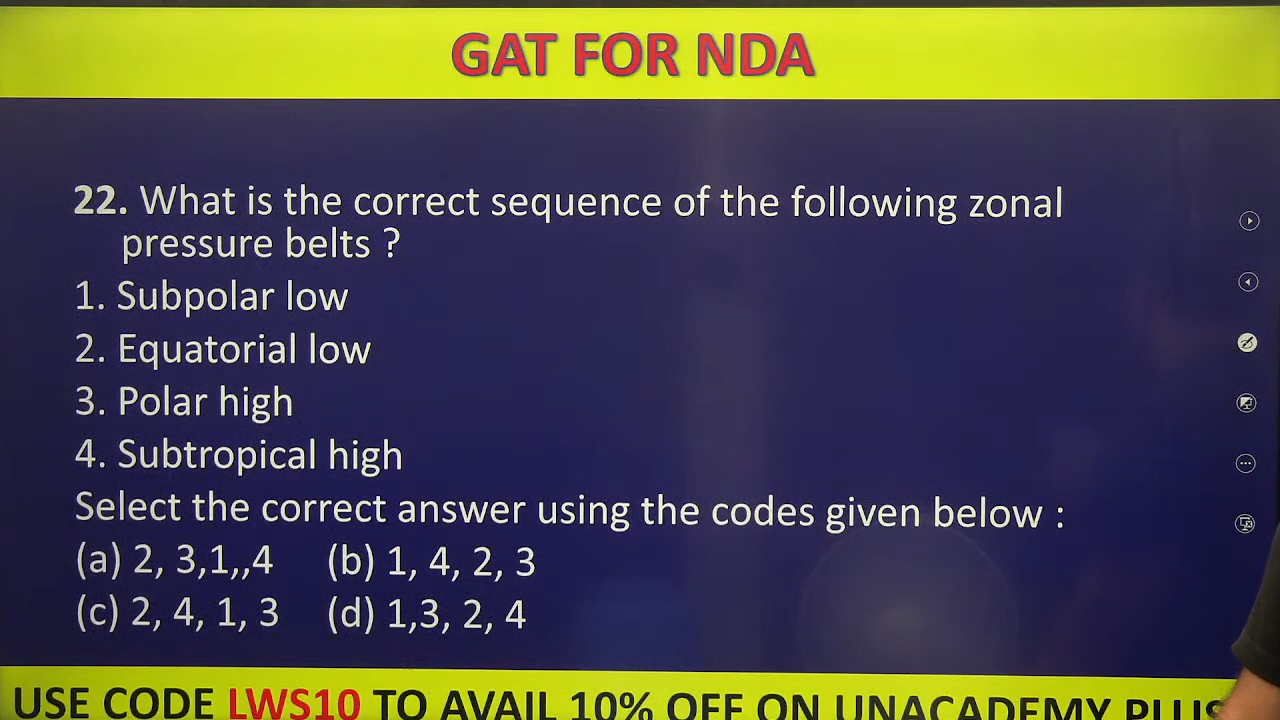 GAT FOR NDA
22. What is the correct sequence of the following zonal
pressure belts ?
1. Subpolar low
2. Equatorial low
3. Polar high
4. Subtropical high
Select the correct answer using the codes given below :
(a) 2, 3,1,,4 (b) 1, 4, 2, 3
(c) 2, 4, 1, 3 (d) 1,3, 2, 4
USE CODE LWS10 TO AVAIL 10% OFF ON UNACADEMY PLUS